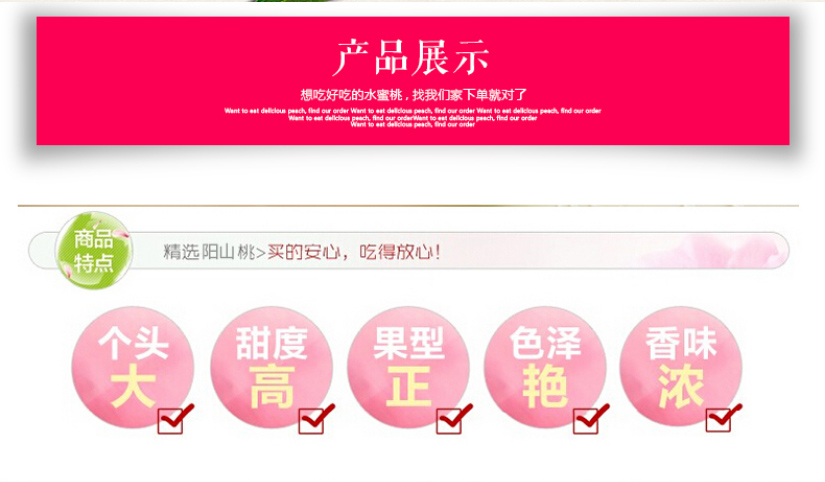 产品展示
想吃好吃的水蜜桃，找我们家下单就对了
Want to eat delicious peach, find our order Want to eat delicious peach, find our order Want to eat delicious peach, find our order
Want to eat delicious peach, find our orderWant to eat delicious peach, find our order
Want to eat delicious peach, find our order
商品
特点
精选阳山桃>买的安心，吃得放心！
个头
大
甜度
高
果型
正
色泽
艳
香味
浓